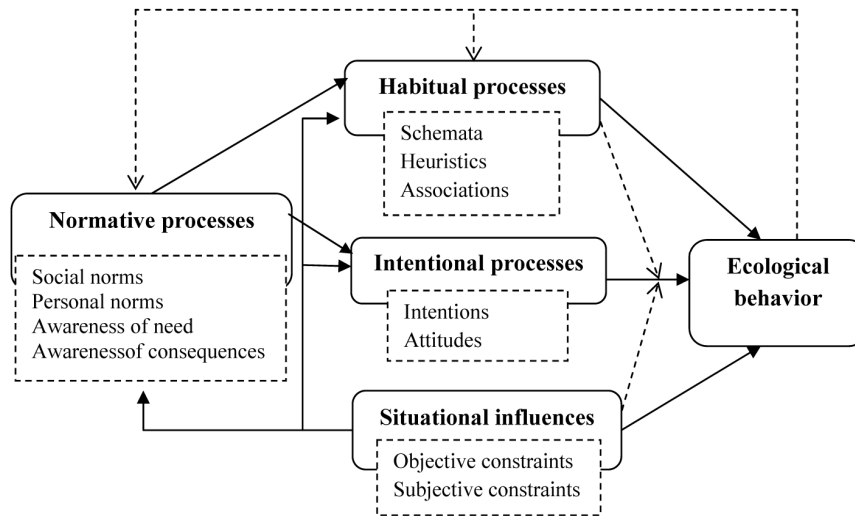 Habitual processes
Schemata
Heuristics
Associations
Normative processes
Social norms
Personal norms
Awareness of need
Awarenessof consequences
Intentional processes
Intentions
Attitudes
Ecological
behavior
Situational influences
Objective constraints
Subjective constraints